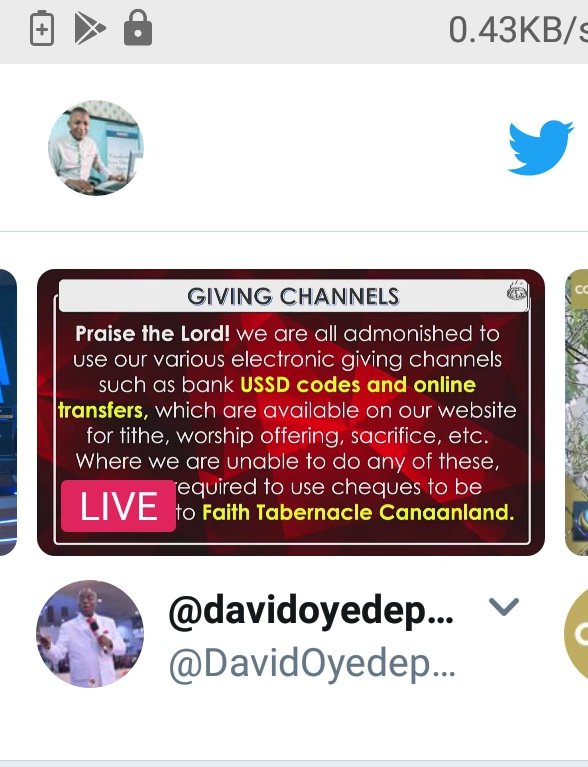 0.43KB/s
GIVING CHANNELS
Praise the Lord! we are all admonished to
use our various electronic giving channels
such as bank USSD codes and online
transfers, which are available on our website
for tithe, worship offering, sacrifice, etc.
Where we are unable to do any of these,
required to use cheques to be
LIVE to Faith Tabernacle Canaanland.
@davidoyedep...
@DavidOyedep...